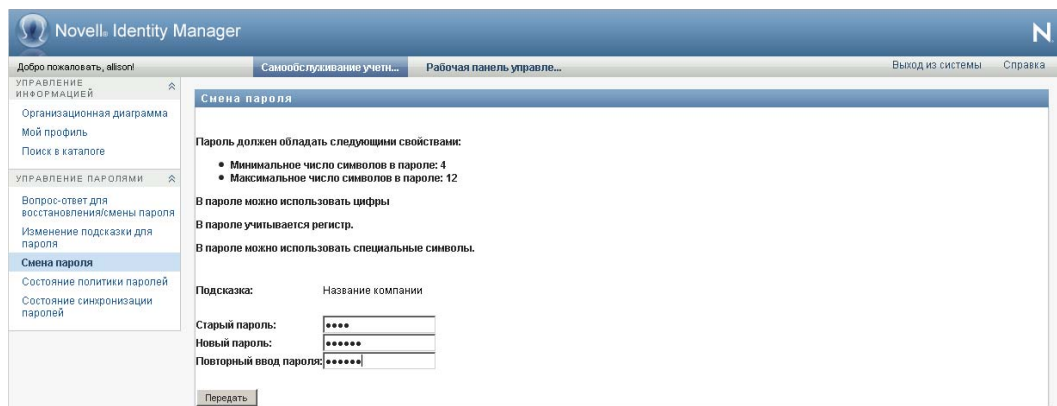 Novell® Identity Manager
N
Добро пожаловать, allison!
Самообслуживание учетн...
Рабочая панель управле...
Выход из системы
Справка
УПРАВЛЕНИЕ
ИНФОРМАЦИЕЙ
Организационная диаграмма
Мой профиль
Поиск в каталоге
УПРАВЛЕНИЕ ПАРОЛЯМИ
Вопрос-ответ для
восстановления/смены пароля
Изменение подсказки для
пароля
Смена пароля
Состояние политики паролей
Состояние синхронизации
паролей
Смена пароля
Пароль должен обладать следующими свойствами:
• Минимальное число символов в пароле: 4
• Максимальное число символов в пароле: 12
В пароле можно использовать цифры
В пароле учитывается регистр.
В пароле можно использовать специальные символы.
Подсказка: Название компании
Старый пароль: ••••
Новый пароль: ••••••
Повторный ввод пароля: ••••••
Передать